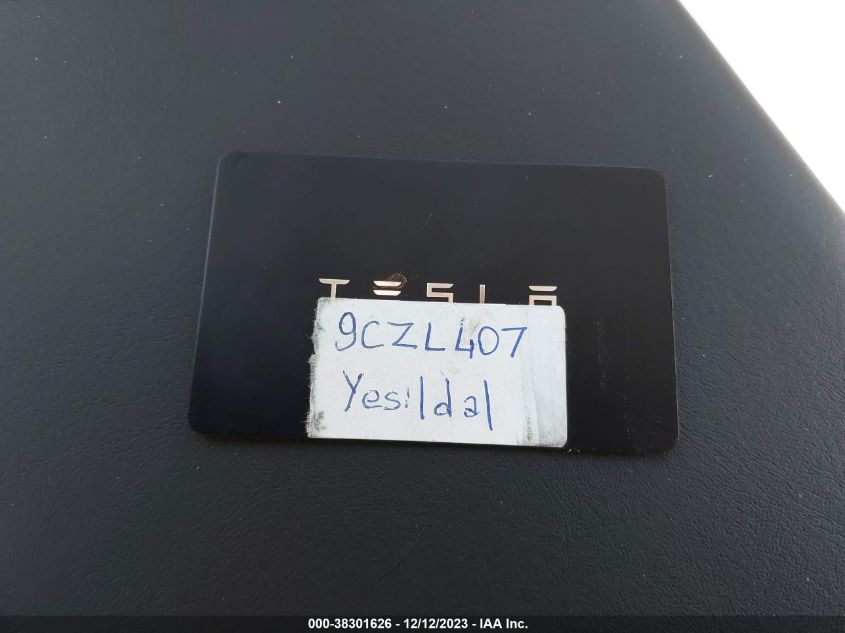 TESLA
9CZL407
Yesildal
000-38301626 - 12/12/2023 - IAA Inc.